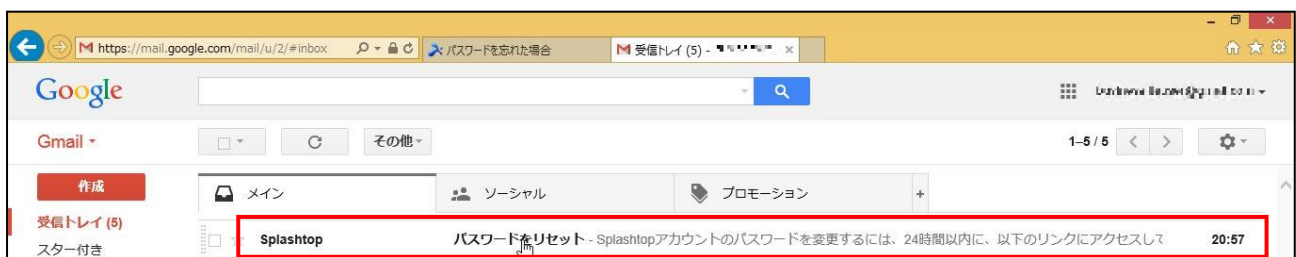 https://mail.google.com/mail/u/2/#inbox パスワードを忘れた場合 受信トレイ (5) -
Google
Gmail その他 1–5 / 5
作成 メイン ソーシャル プロモーション +
受信トレイ (5)
Splashtop パスワードをリセット - Splashtopアカウントのパスワードを変更するには、24時間以内に、以下のリンクにアクセスして 20:57
スター付き